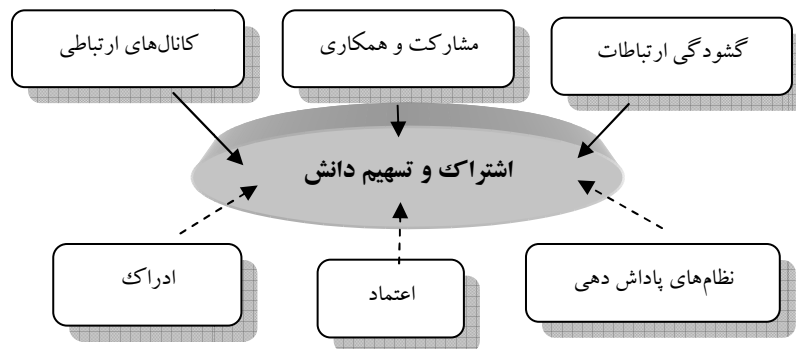 گشودگی ارتباطات
مشارکت و همکاری
کانال‌های ارتباطی
اشتراک و تسهیم دانش
نظام‌های پاداش دهی
اعتماد
ادراک